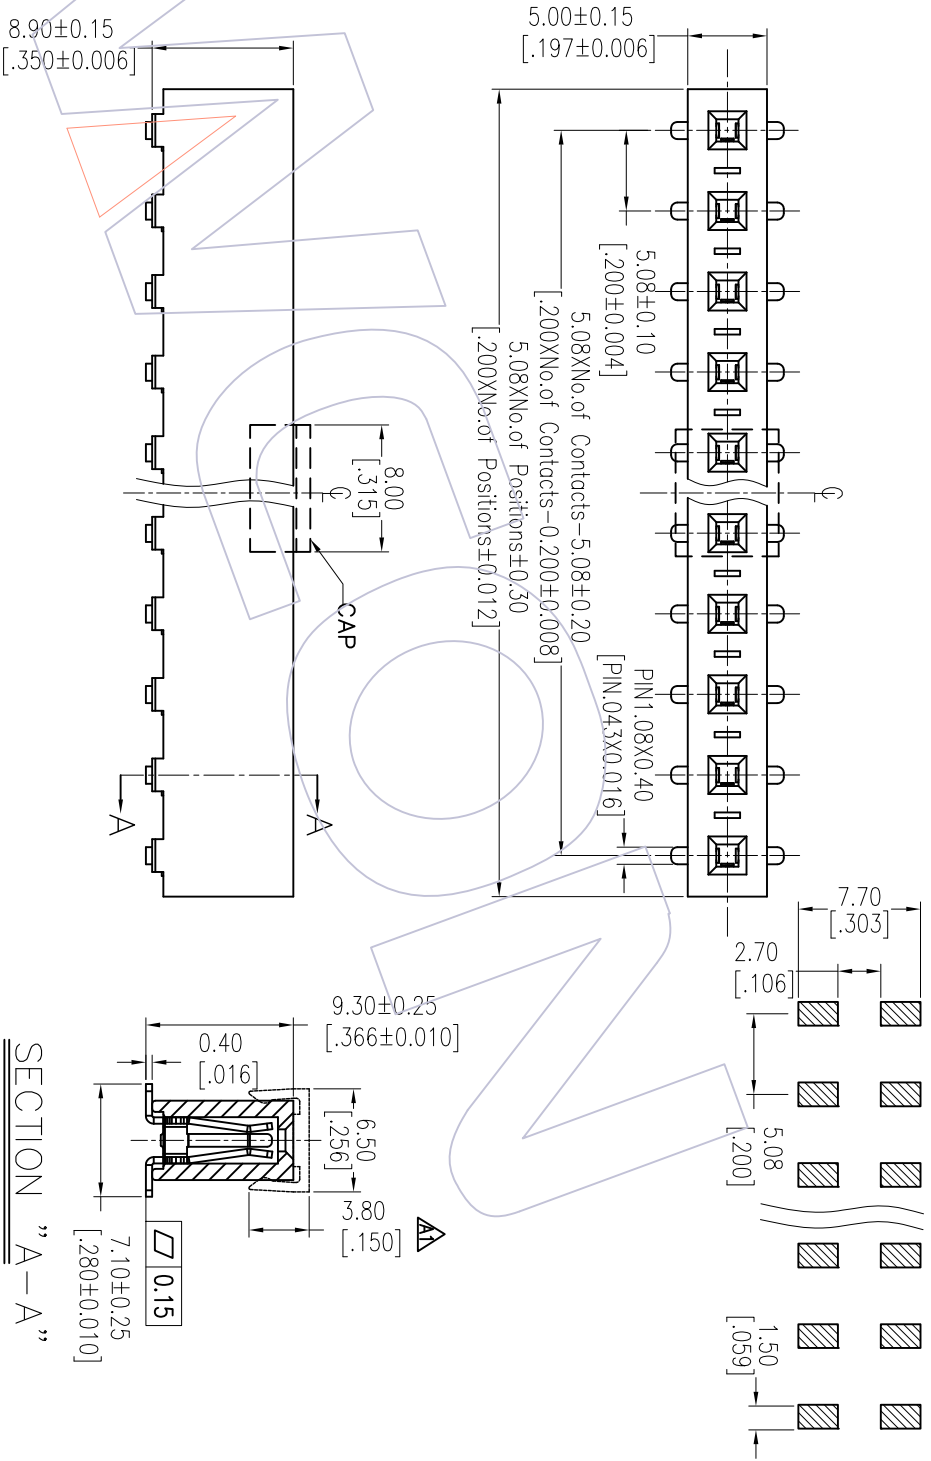 8.90±0.15
[.350±0.006]
5.00±0.15
[.197±0.006]
5.08±0.10
[.200±0.004]
5.08XNo.of Contacts-5.08±0.20
[.200XNo.of Contacts-0.200±0.008]
5.08XNo.of Positions±0.30
[.200XNo.of Positions±0.012]
8.00
[.315]
CAP
PIN1.08X0.40
[PIN.043X0.016]
A
A
7.70
[.303]
2.70
[.106]
5.08
[.200]
1.50
[.059]
9.30±0.25
[.366±0.010]
0.40
[.016]
6.50
[.256]
3.80
[.150]
A1
0.15
7.10±0.25
[.280±0.010]
SECTION "A-A"
WCON